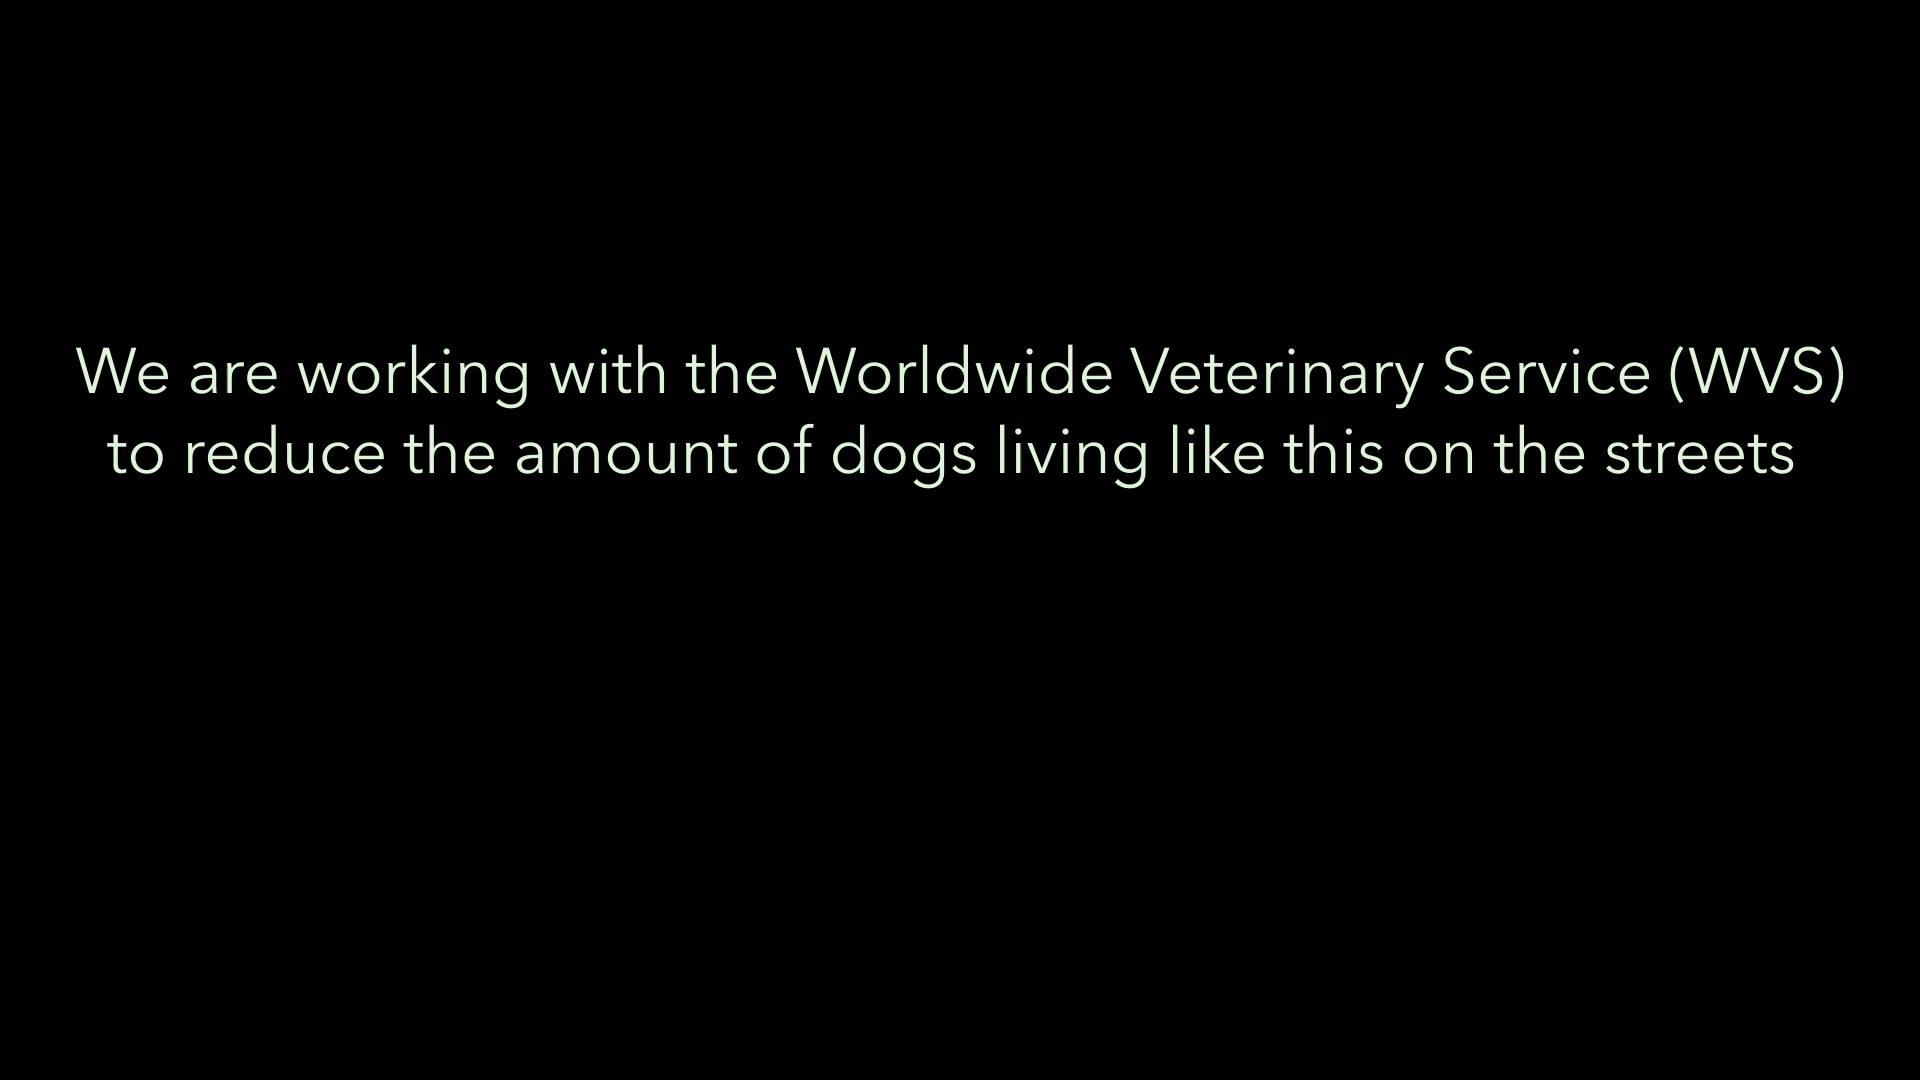 We are working with the Worldwide Veterinary Service (WVS)
to reduce the amount of dogs living like this on the streets